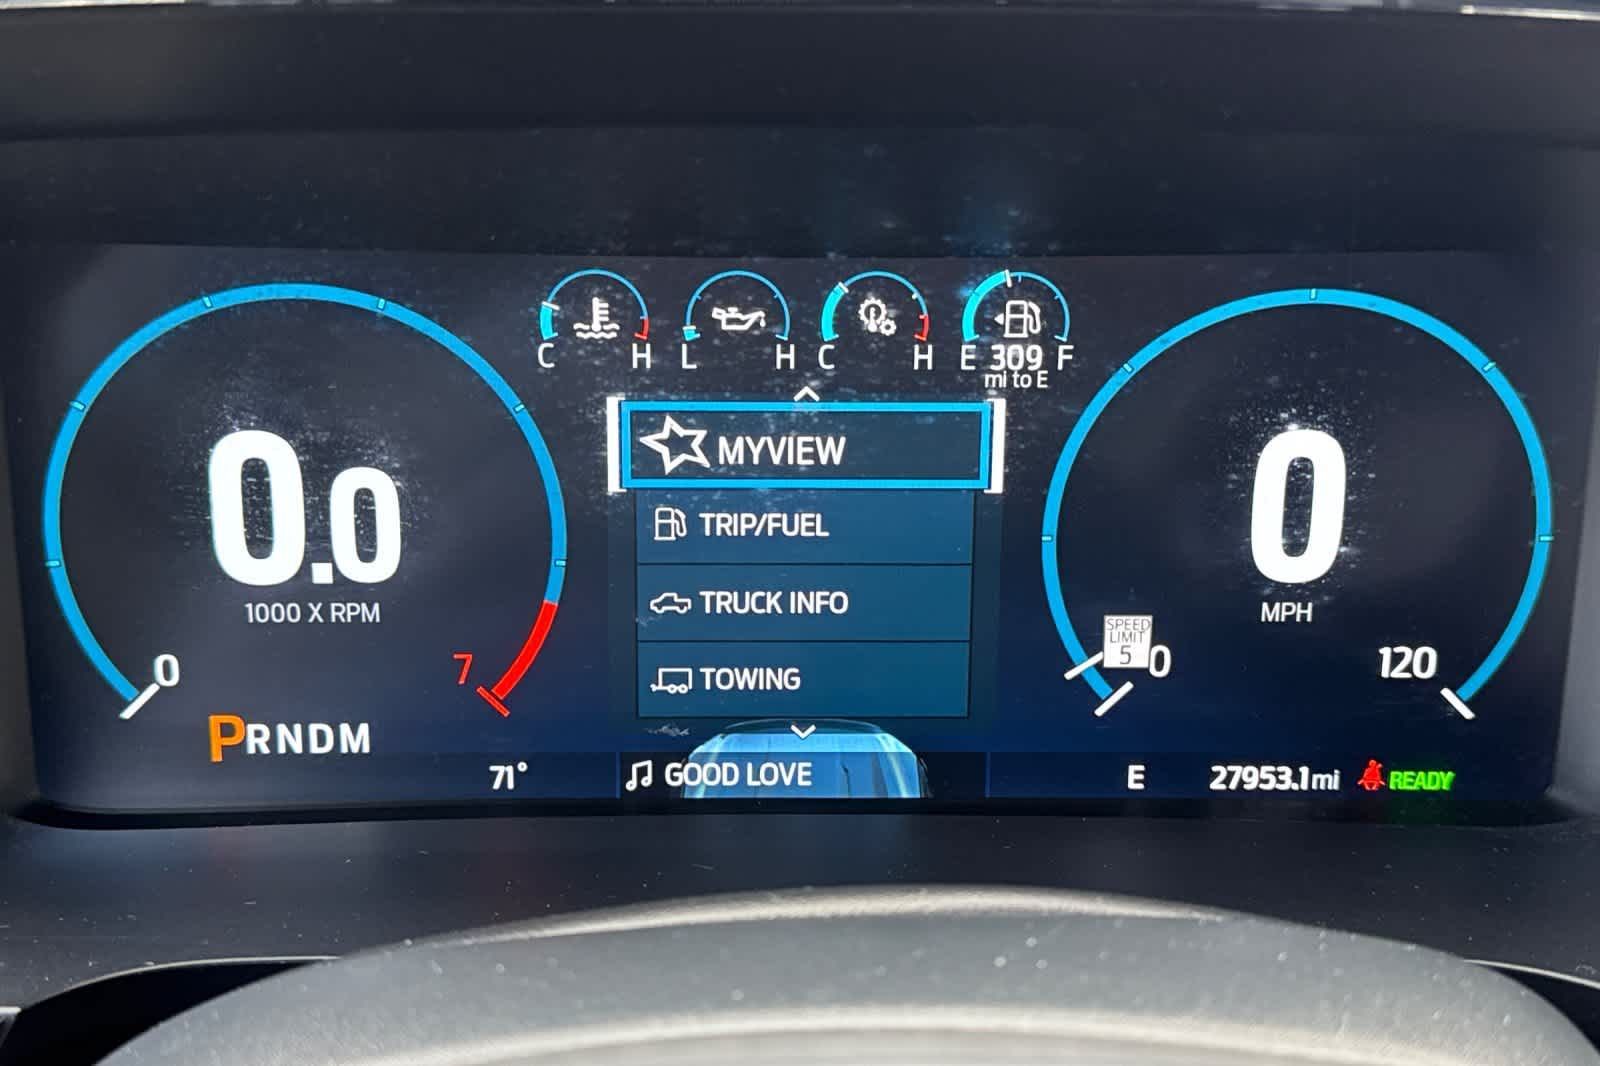 C H L H C H E 309 F
mi to E
MYVIEW
TRIP/FUEL
TRUCK INFO
TOWING
0.0
1000 X RPM
0 7
PRNDM
0
MPH
SPEED
LIMIT
5
0 120
71°
GOOD LOVE
E
27953.1mi
READY